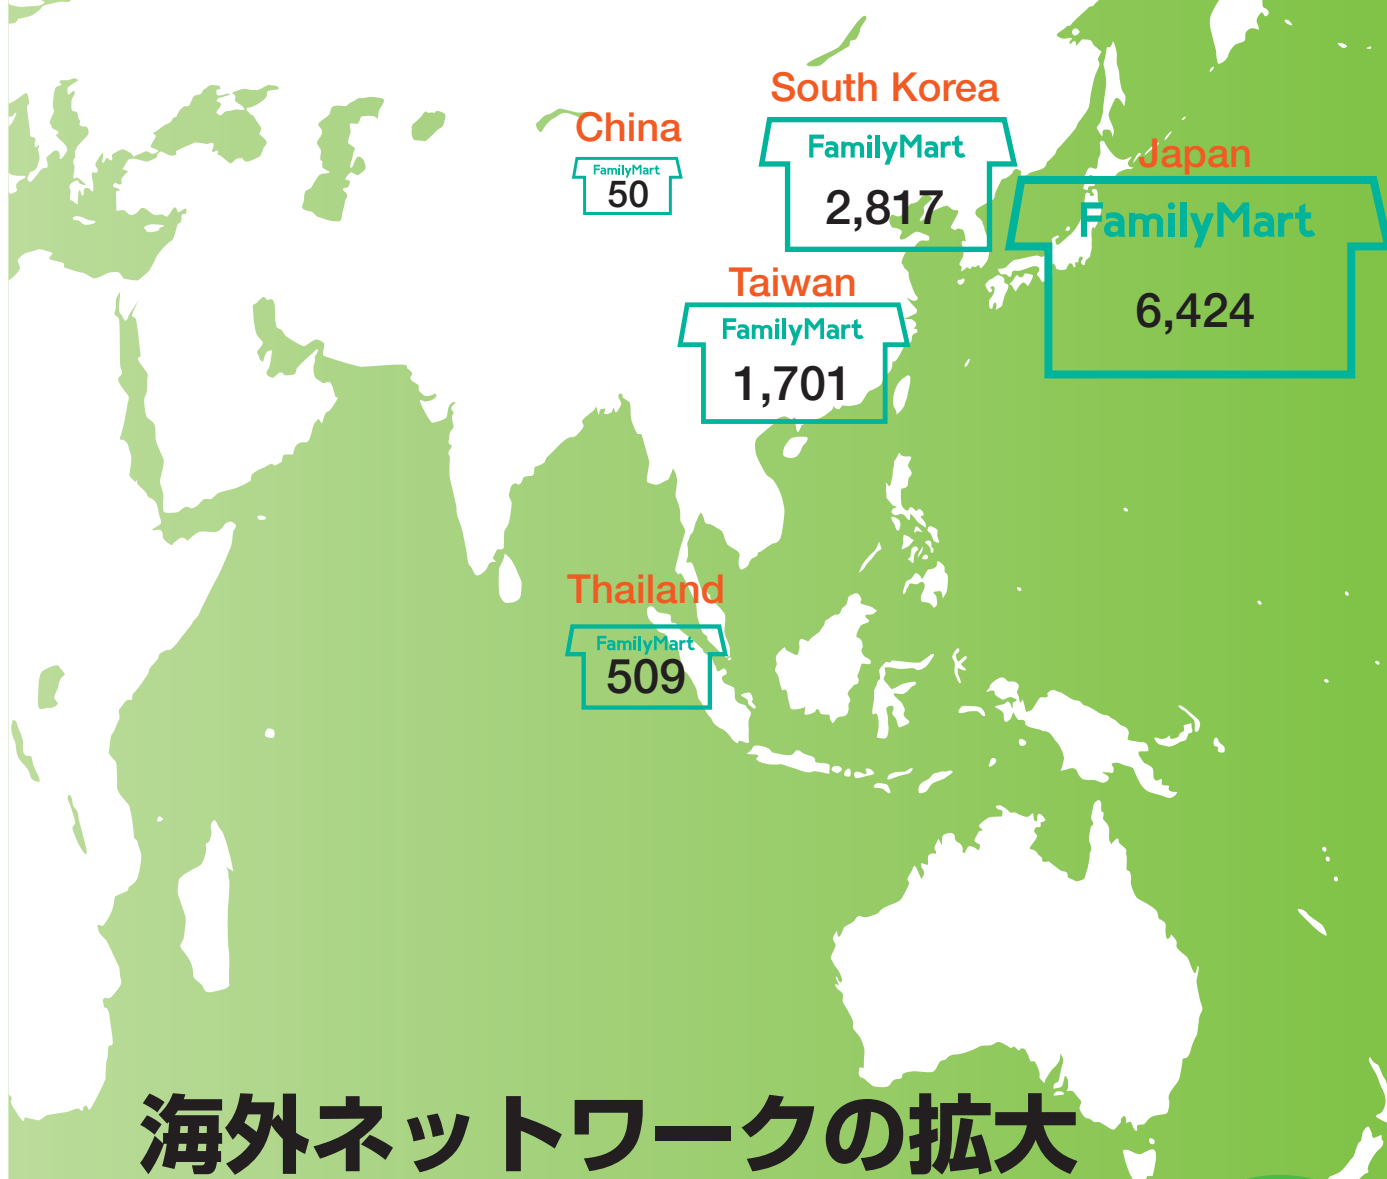 South Korea
FamilyMart
2,817
China
FamilyMart
50
Japan
FamilyMart
6,424
Taiwan
FamilyMart
1,701
Thailand
FamilyMart
509
海外ネットワークの拡大